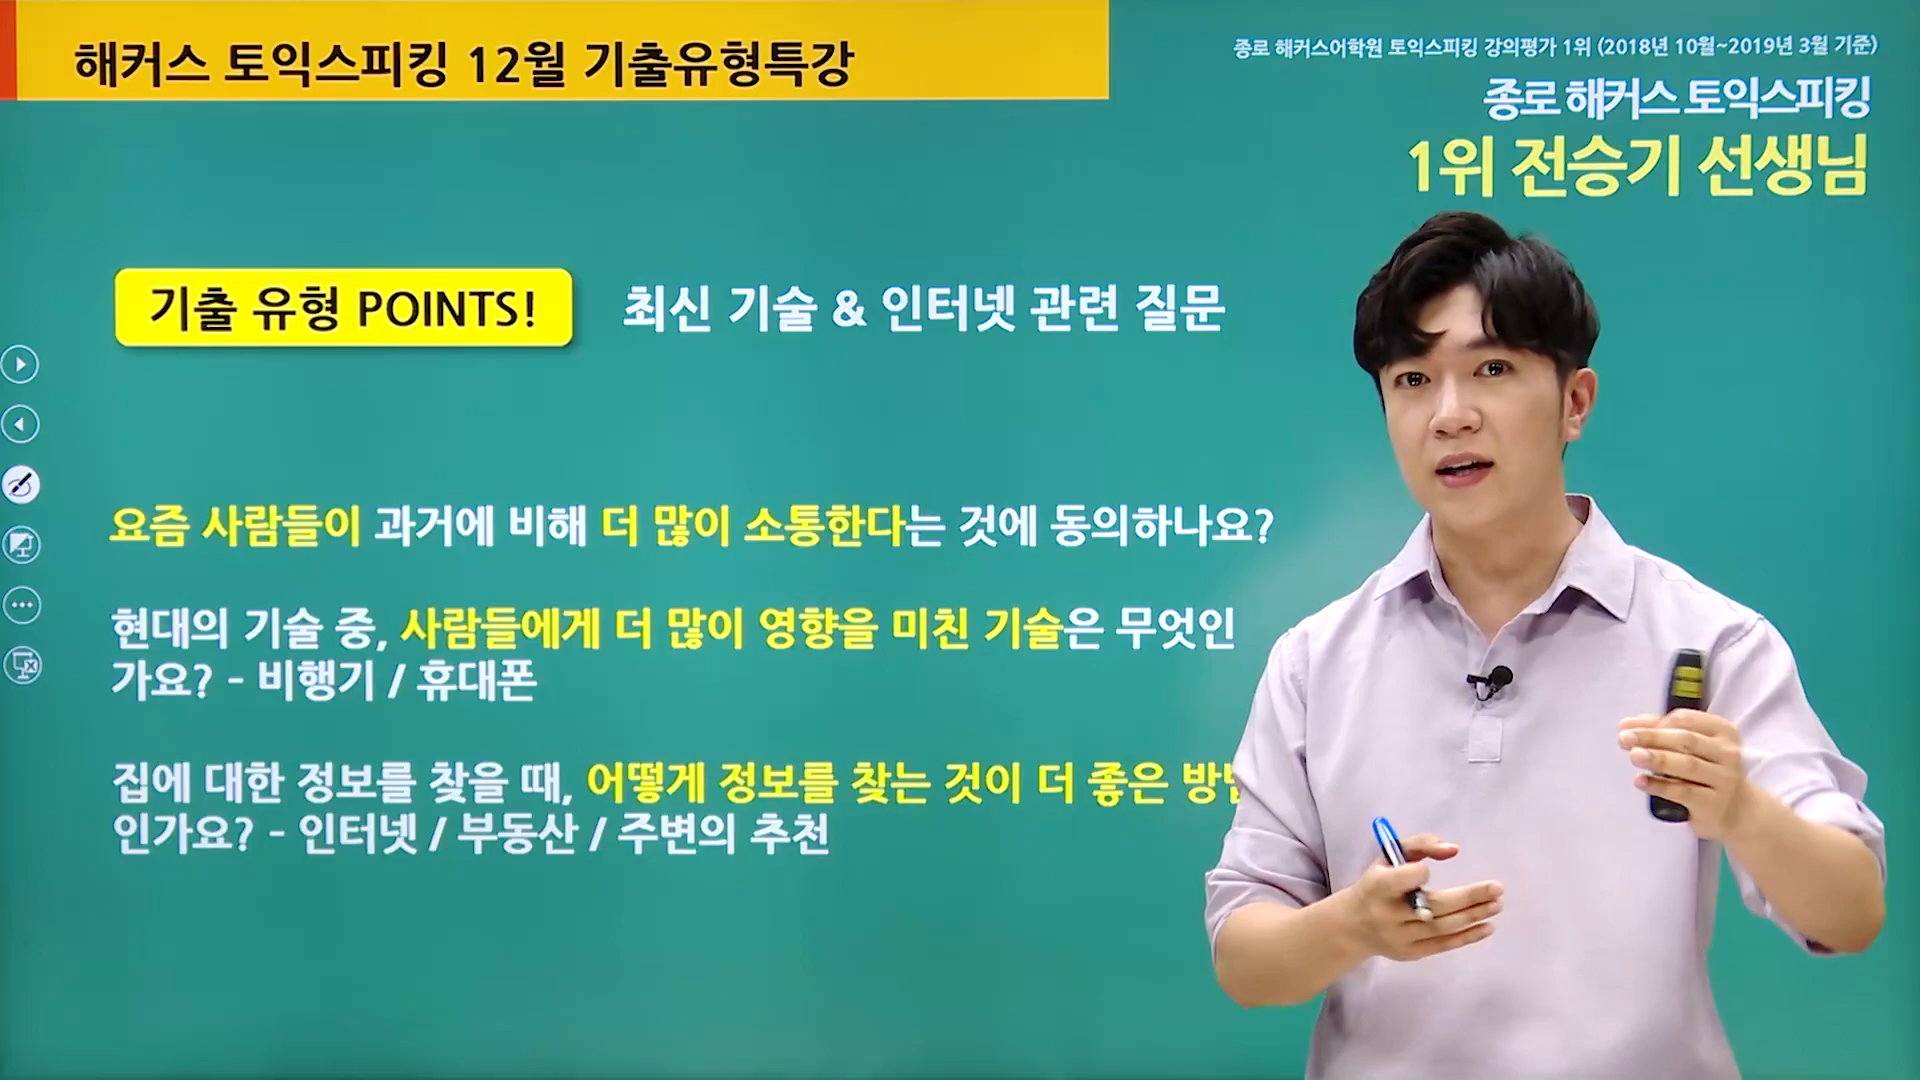 해커스 토익스피킹 12월 기출유형특강
종로 해커스어학원 토익스피킹 강의평가 1위 (2018년 10월~2019년 3월 기준)
종로 해커스 토익스피킹
1위 전승기 선생님
기출 유형 POINTS!
최신 기술 & 인터넷 관련 질문
요즘 사람들이 과거에 비해 더 많이 소통한다는 것에 동의하나요?
현대의 기술 중, 사람들에게 더 많이 영향을 미친 기술은 무엇인
가요? - 비행기 / 휴대폰
집에 대한 정보를 찾을 때, 어떻게 정보를 찾는 것이 더 좋은
인가요? - 인터넷 / 부동산 / 주변의 추천